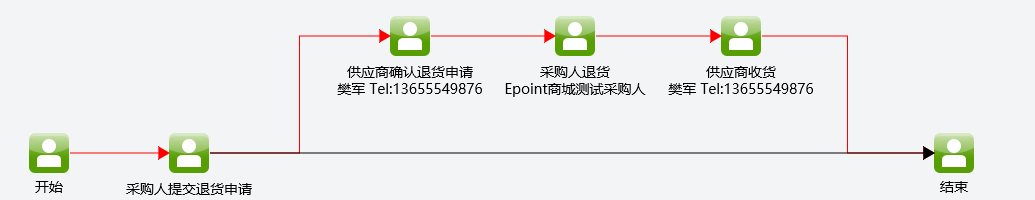 供应商确认退货申请
樊军 Tel:13655549876
采购人退货
Epoint商城测试采购人
供应商收货
樊军 Tel:13655549876
开始
采购人提交退货申请
结束